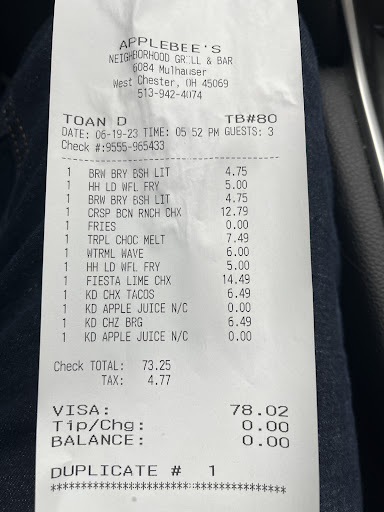 APPLEBEE'S
NEIGHBORHOOD GRILL & BAR
6084 Mulhauser
West Chester, OH 45069
513-942-4074
TOAN D TB#80
DATE: 06-19-23 TIME: 05:52 PM GUESTS: 3
Check #:9555-965433
1 BRW BRY BSH LIT 4.75
1 HH LD WFL FRY 5.00
1 BRW BRY BSH LIT 4.75
1 CRSP BCN RNCH CHX 12.79
1 FRIES 0.00
1 TRPL CHOC MELT 7.49
1 WTRML WAVE 6.00
1 HH LD WFL FRY 5.00
1 FIESTA LIME CHX 14.49
1 KD CHX TACOS 6.49
1 KD APPLE JUICE N/C 0.00
1 KD CHZ BRG 6.49
1 KD APPLE JUICE N/C 0.00
Check TOTAL: 73.25
TAX: 4.77
VISA: 78.02
Tip/Chg: 0.00
BALANCE: 0.00
DUPLICATE # 1